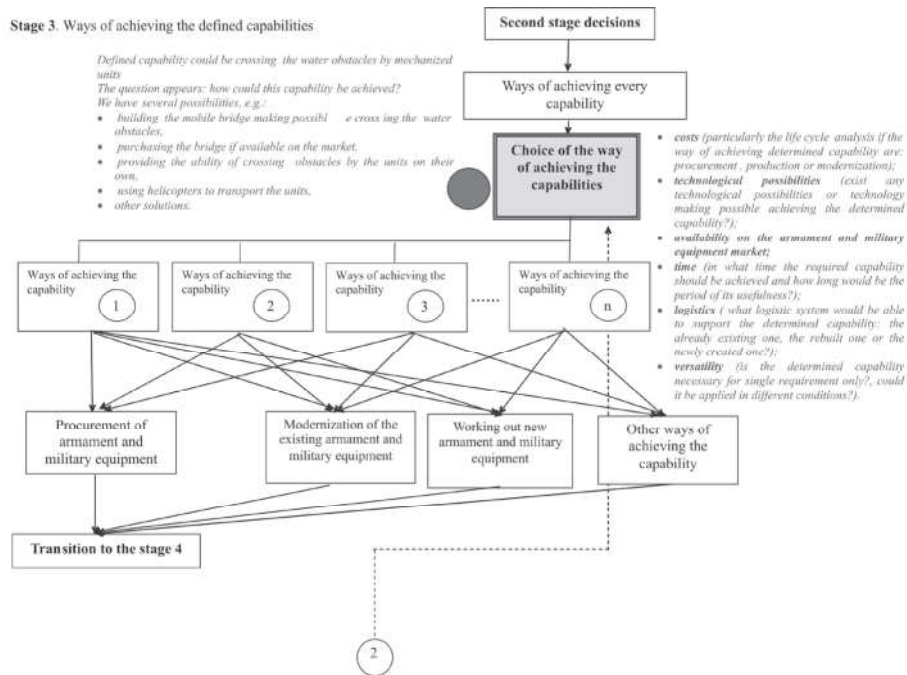 Stage 3. Ways of achieving the defined capabilities
Second stage decisions
Defined capability could be crossing the water obstacles by mechanized
units
The question appears: how could this capability be achieved?
We have several possibilities, e.g.:
• building the mobile bridge making possibl e cros ing the water
obstacles,
• purchasing the bridge if available on the market.
• providing the ability of crossing obstacles by the units on their
own,
• using helicopters to transport the units,
• other solutions.
Ways of achieving every
capability
Choice of the way
of achieving the
capabilities
• costs (particularly the life cycle analysis if the
way of achieving determined capability are:
procurement , production or modernization);
• technological possibilities (exist any
technological possibilities or technology
making possible achieving the determined
capability?);
• availability on the armament and military
equipment market;
• time (in what time the required capability
should be achieved and how long would be the
period of its usefulness?);
• logistics ( what logistic system would be able
to support the determined capability: the
already existing one, the rebuilt one or the
newly created one?);
• versatility (is the determined capability
necessary for single requirement only?, could
it be applied in different conditions?).
Ways of achieving the
capability
1
Ways of achieving the
capability
2
Ways of achieving the
capability
3
Ways of achieving the
capability
n
Procurement of
armament and
military equipment
Modernization of the
existing armament and
military equipment
Working out new
armament and military
equipment
Other ways of
achieving the
capability
Transition to the stage 4
2